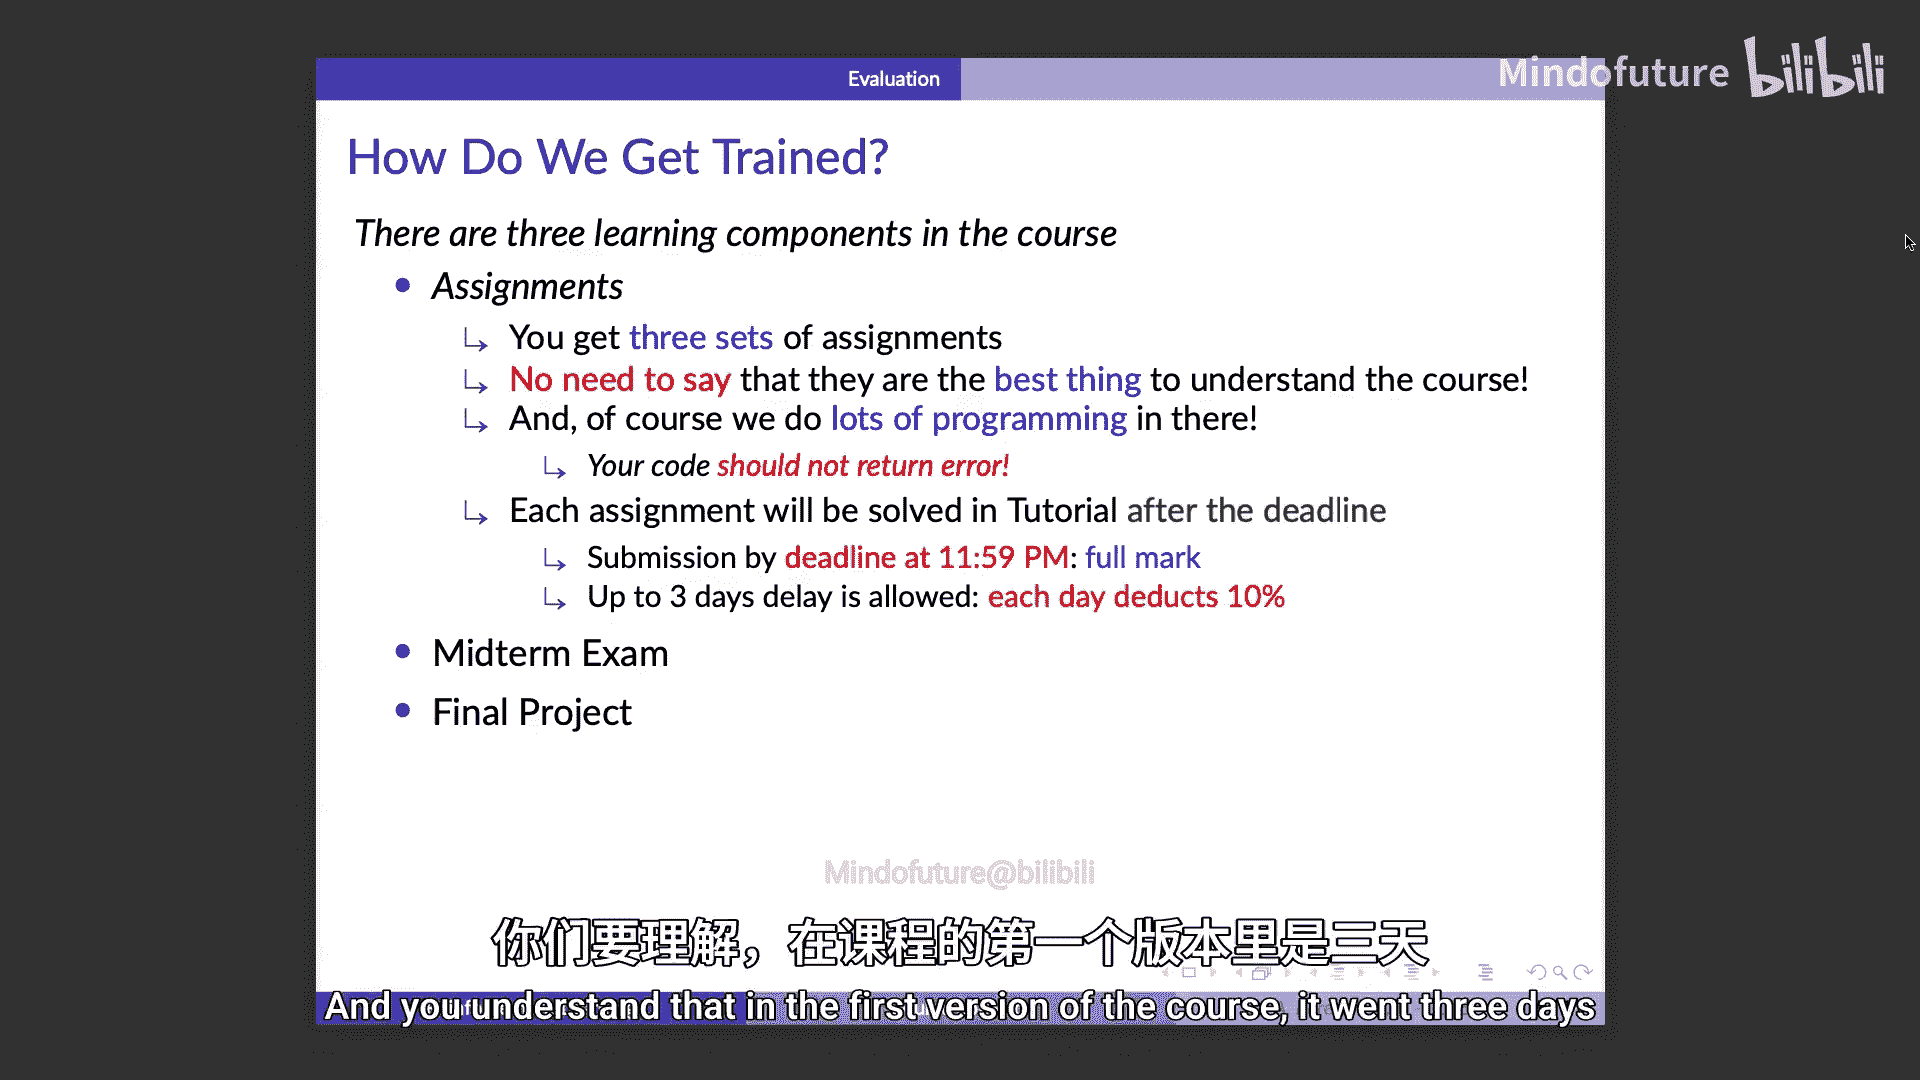 Evaluation
Mindofuture bilibili
How Do We Get Trained?
There are three learning components in the course
• Assignments
↳ You get three sets of assignments
↳ No need to say that they are the best thing to understand the course!
↳ And, of course we do lots of programming in there!
↳ Your code should not return error!
↳ Each assignment will be solved in Tutorial after the deadline
↳ Submission by deadline at 11:59 PM: full mark
↳ Up to 3 days delay is allowed: each day deducts 10%
• Midterm Exam
• Final Project
Mindofuture@bilibili
你们要理解，在课程的第一个版本里是三天
And you understand that in the first version of the course, it went three days